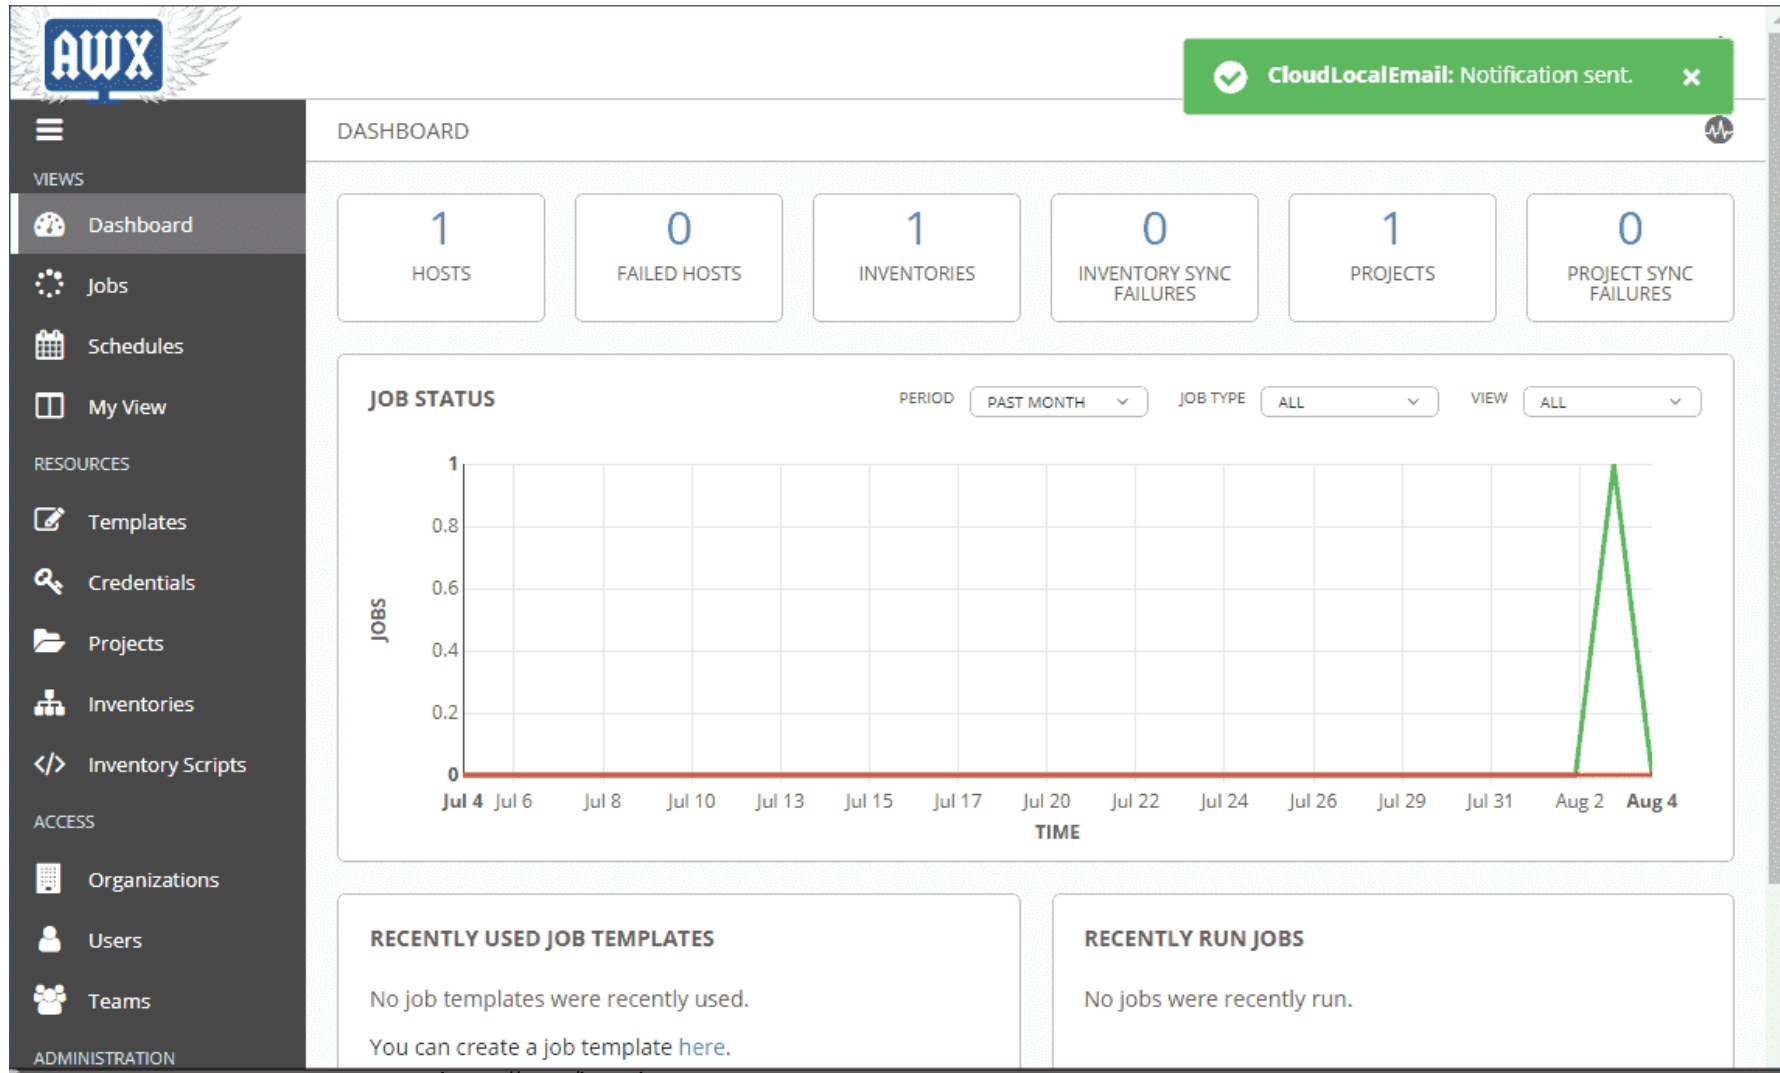 AWX
CloudLocalEmail: Notification sent.
DASHBOARD
VIEWS
Dashboard
Jobs
Schedules
My View
RESOURCES
Templates
Credentials
Projects
Inventories
Inventory Scripts
ACCESS
Organizations
Users
Teams
ADMINISTRATION
1
HOSTS
0
FAILED HOSTS
1
INVENTORIES
0
INVENTORY SYNC
FAILURES
1
PROJECTS
0
PROJECT SYNC
FAILURES
JOB STATUS
PERIOD PAST MONTH JOB TYPE ALL VIEW ALL
1
0.8
0.6
0.4
0.2
0
JOBS
Jul 4 Jul 6 Jul 8 Jul 10 Jul 13 Jul 15 Jul 17 Jul 20 Jul 22 Jul 24 Jul 26 Jul 29 Jul 31 Aug 2 Aug 4
TIME
RECENTLY USED JOB TEMPLATES
No job templates were recently used.
You can create a job template here.
RECENTLY RUN JOBS
No jobs were recently run.